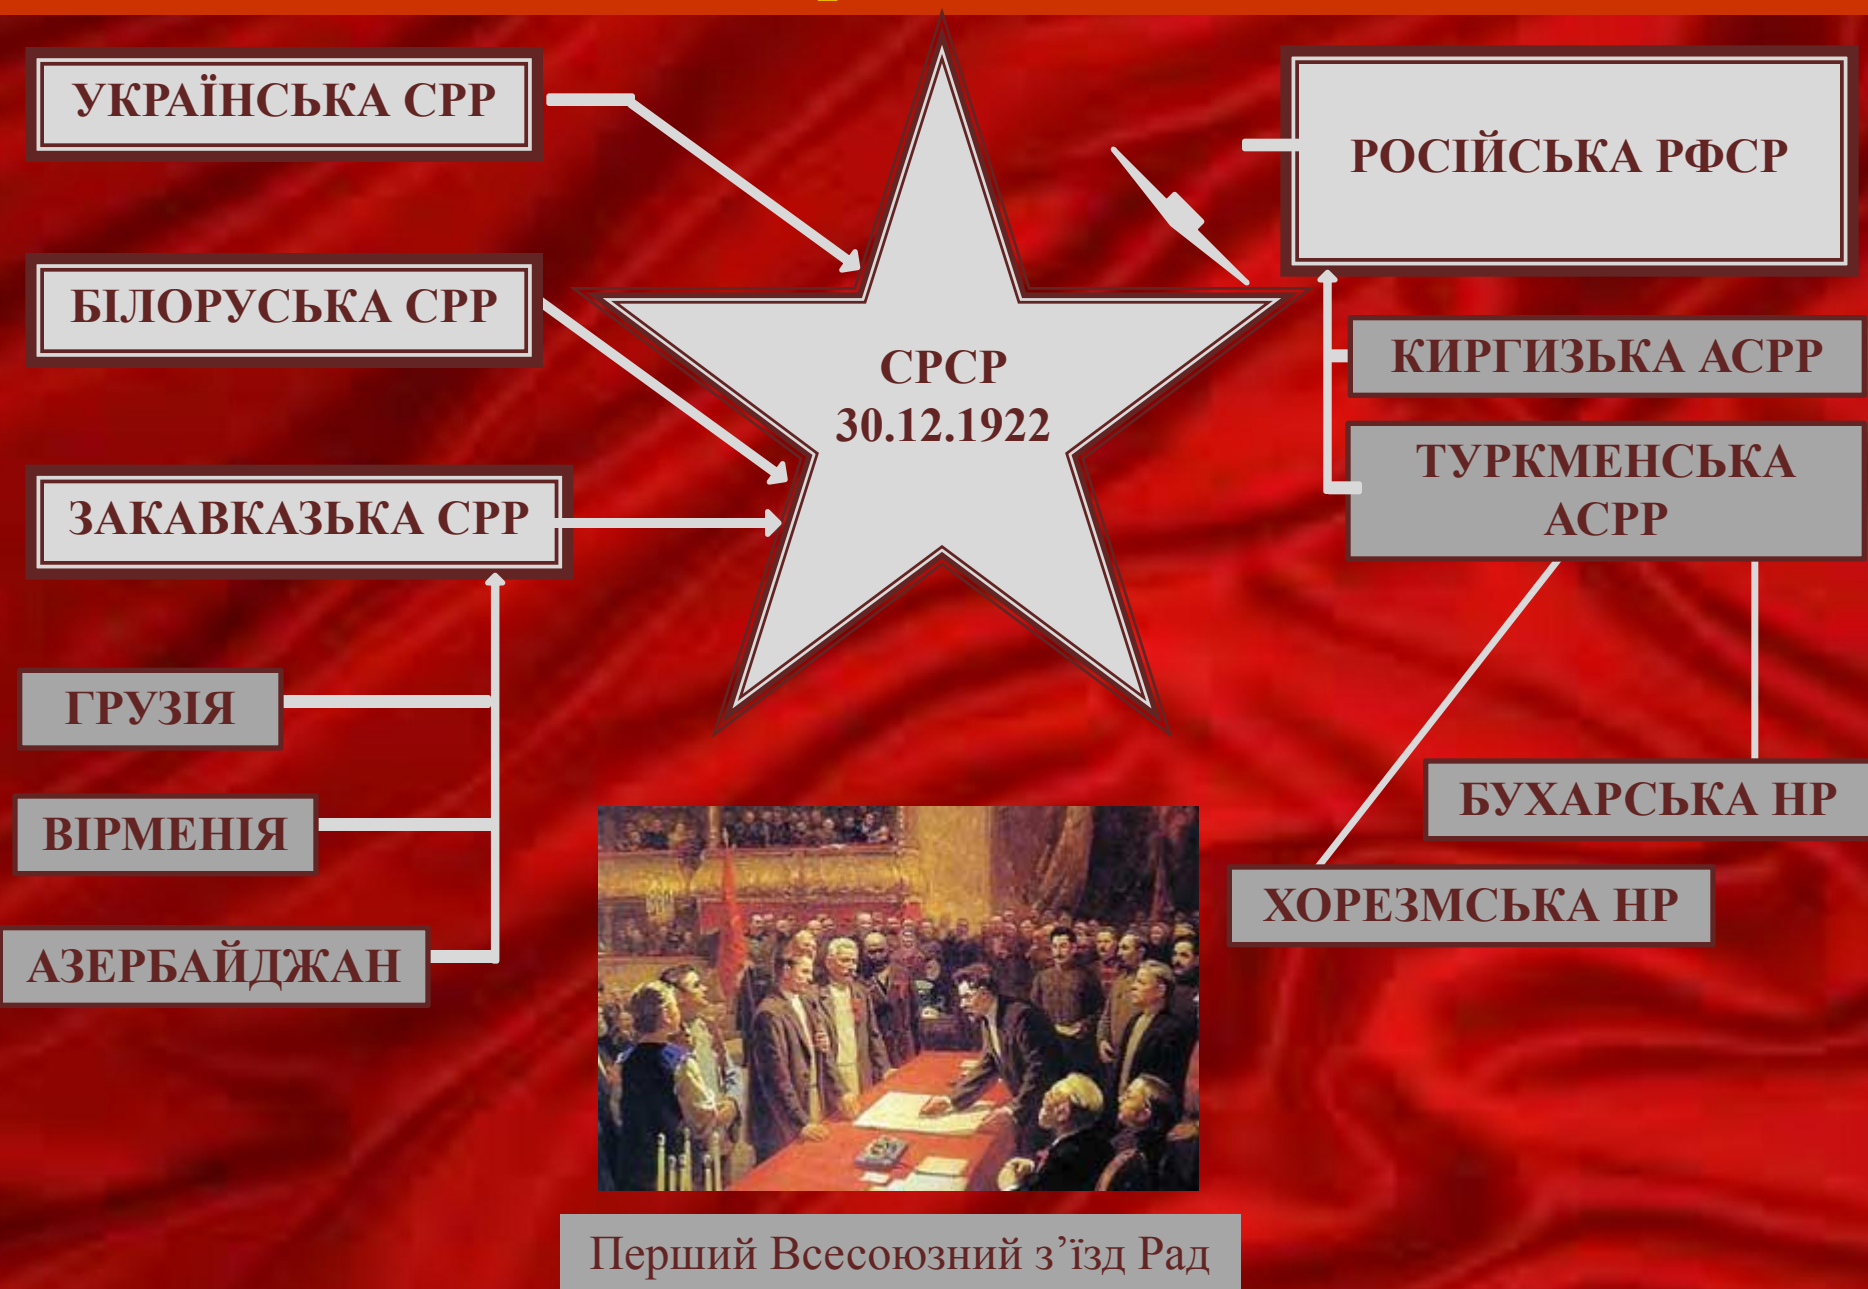 УКРАЇНСЬКА СРР
РОСІЙСЬКА РФСР
БІЛОРУСЬКА СРР
СРСР
30.12.1922
КИРГИЗЬКА АСРР
ТУРКМЕНСЬКА
АСРР
ЗАКАВКАЗЬКА СРР
ГРУЗІЯ
ВІРМЕНІЯ
АЗЕРБАЙДЖАН
БУХАРСЬКА НР
ХОРЕЗМСЬКА НР
Перший Всесоюзний з’їзд Рад